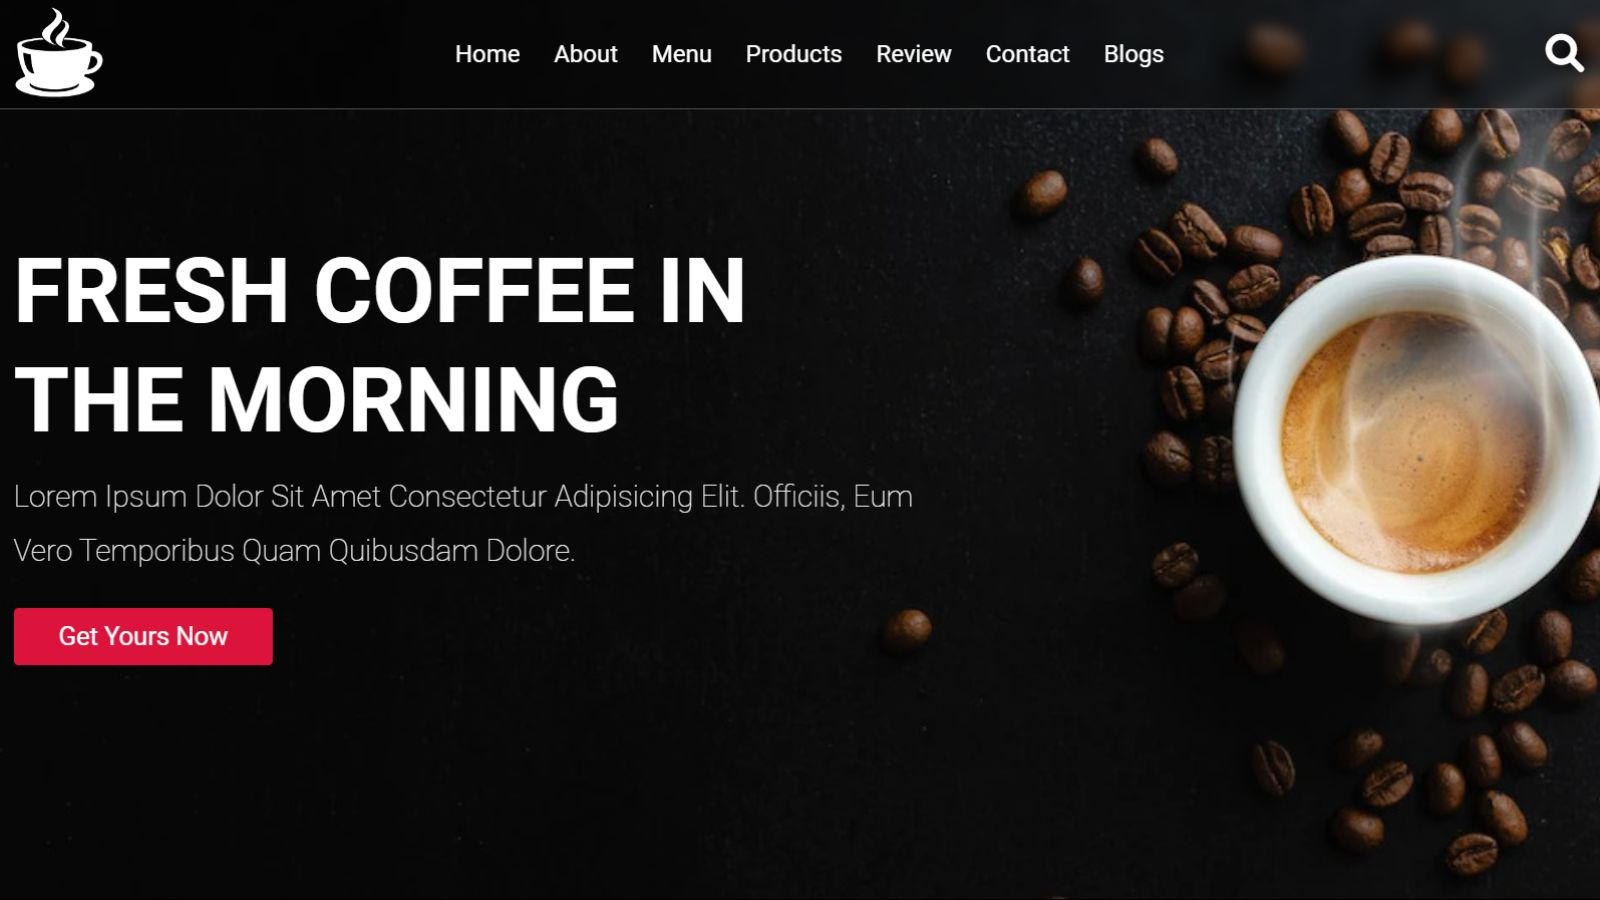 Home About Menu Products Review Contact Blogs
FRESH COFFEE IN
THE MORNING
Lorem Ipsum Dolor Sit Amet Consectetur Adipisicing Elit. Officiis, Eum
Vero Temporibus Quam Quibusdam Dolore.
Get Yours Now